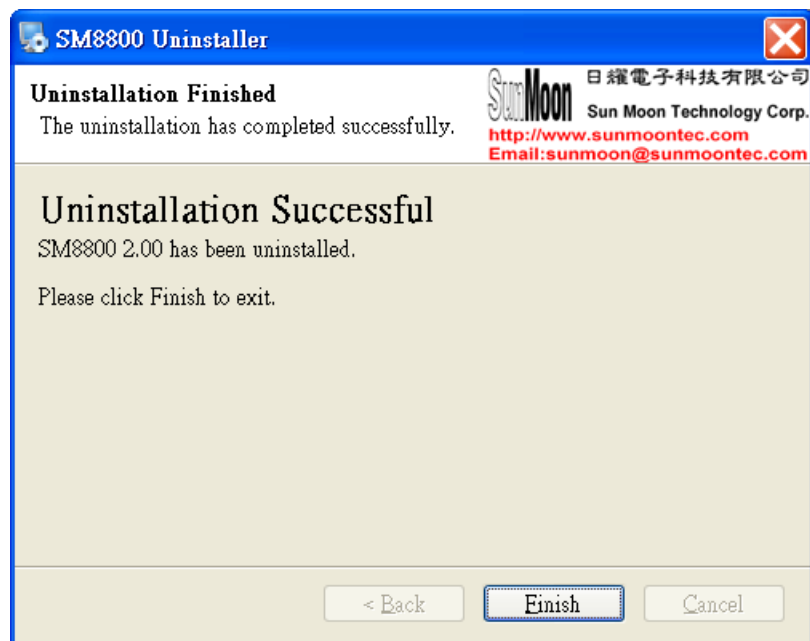 SM8800 Uninstaller
Uninstallation Finished
The uninstallation has completed successfully.
SunMoon
日耀電子科技有限公司
Sun Moon Technology Corp.
http://www.sunmoontec.com
Email:sunmoon@sunmoontec.com
Uninstallation Successful
SM8800 2.00 has been uninstalled.
Please click Finish to exit.
< Back
Finish
Cancel